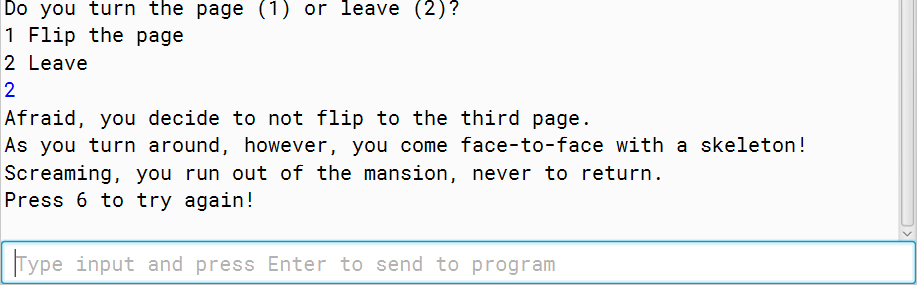 Do you turn the page (1) or leave (2)?
1 Flip the page
2 Leave
2
Afraid, you decide to not flip to the third page.
As you turn around, however, you come face-to-face with a skeleton!
Screaming, you run out of the mansion, never to return.
Press 6 to try again!
Type input and press Enter to send to program